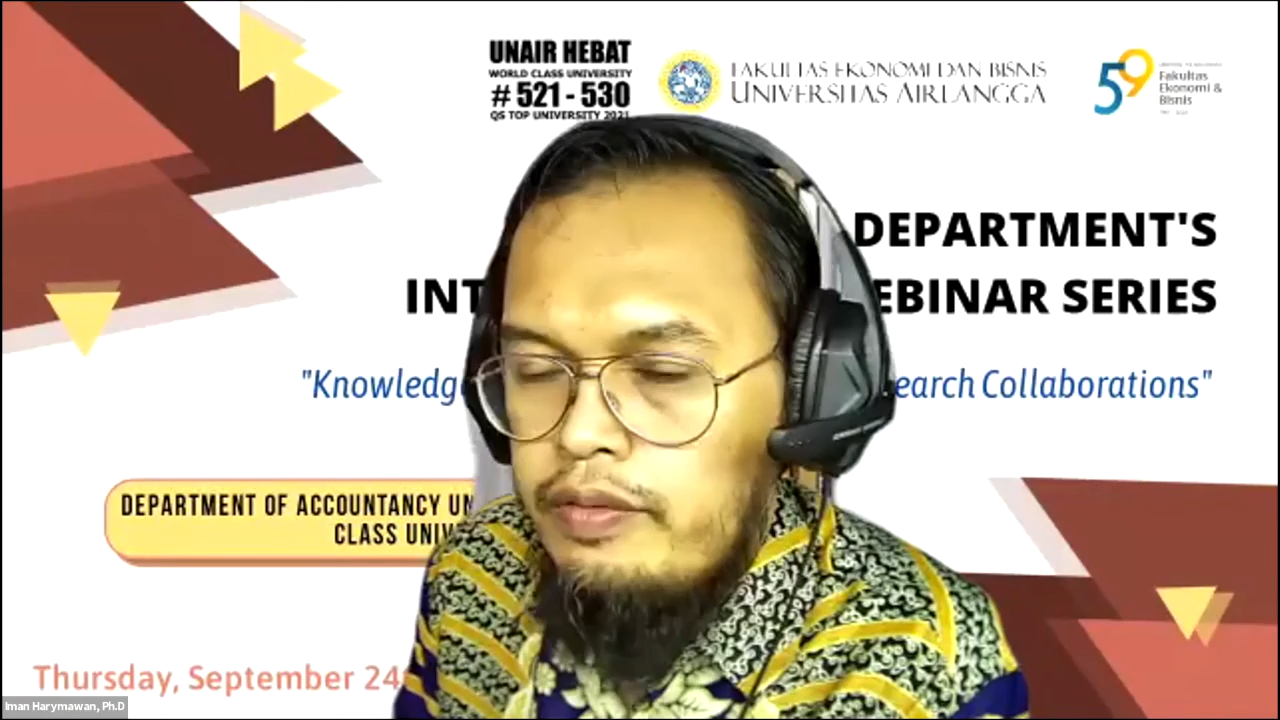 UNAIR HEBAT
WORLD CLASS UNIVERSITY
# 521 - 530
QS TOP UNIVERSITY 2021
FAKULTAS EKONOMI DAN BISNIS
UNIVERSITAS AIRLANGGA
59
Fakultas
Ekonomi &
Bisnis
DEPARTMENT'S
INT EBINAR SERIES
"Knowledg earch Collaborations"
DEPARTMENT OF ACCOUNTANCY UN
CLASS UNIV
Thursday, September 24
Iman Harymawan, Ph.D